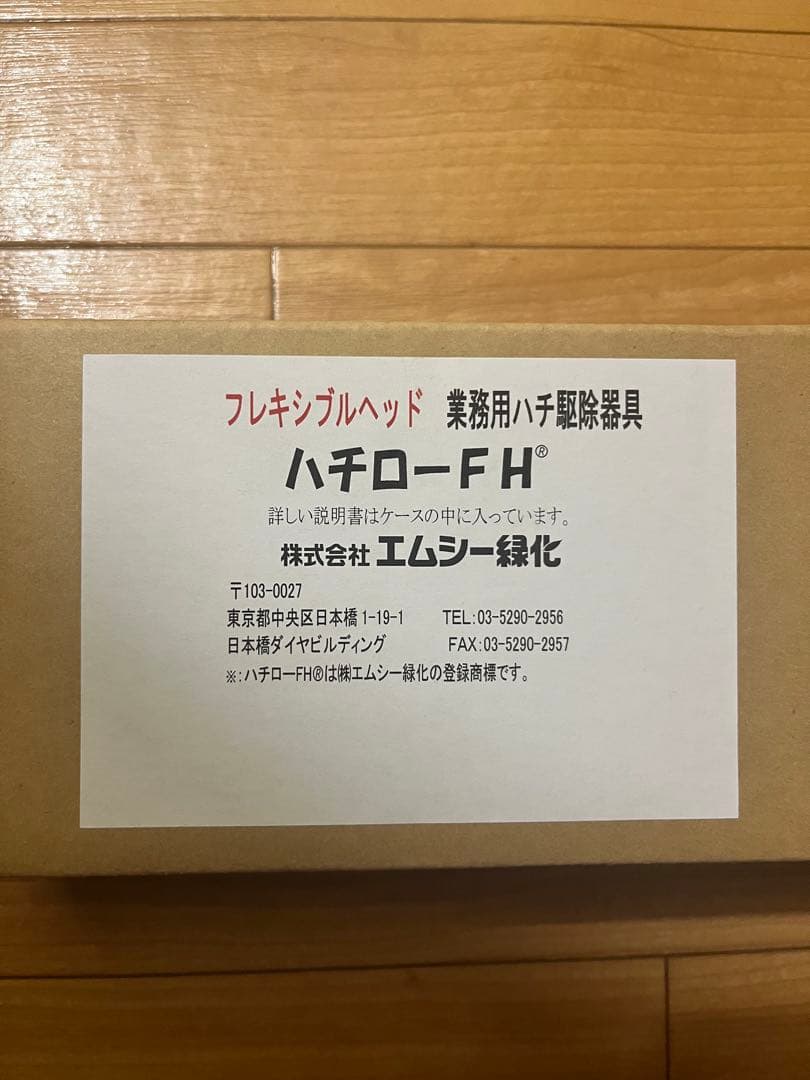 フレキシブルヘッド 業務用ハチ駆除器具
ハチローFH®
詳しい説明書はケースの中に入っています。
株式会社 エムシー緑化
〒103-0027
東京都中央区日本橋1-19-1 TEL:03-5290-2956
日本橋ダイヤビルディング FAX:03-5290-2957
※:ハチローFH®は㈱エムシー緑化の登録商標です。